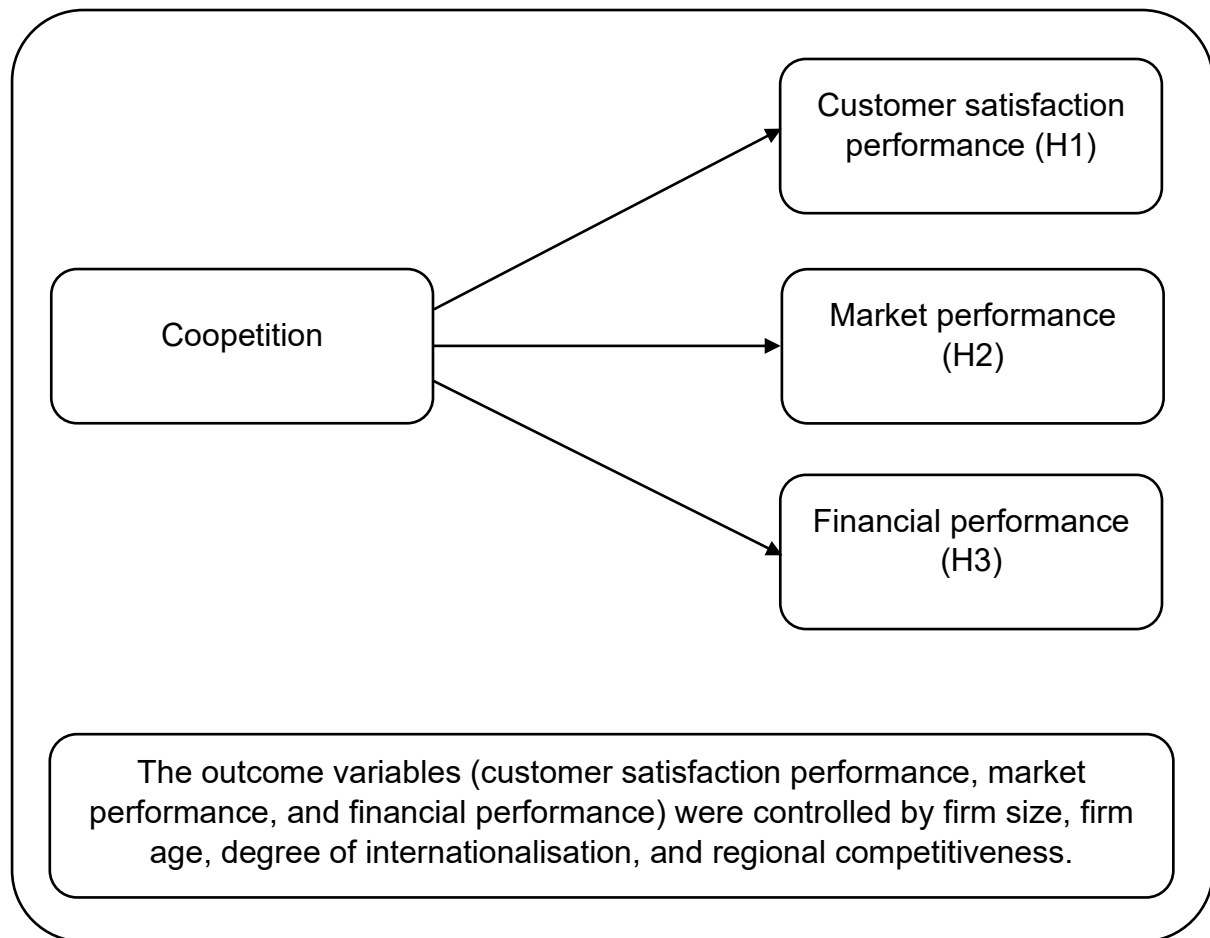 Customer satisfaction
performance (H1)
Coopetition
Market performance
(H2)
Financial performance
(H3)
The outcome variables (customer satisfaction performance, market
performance, and financial performance) were controlled by firm size, firm
age, degree of internationalisation, and regional competitiveness.